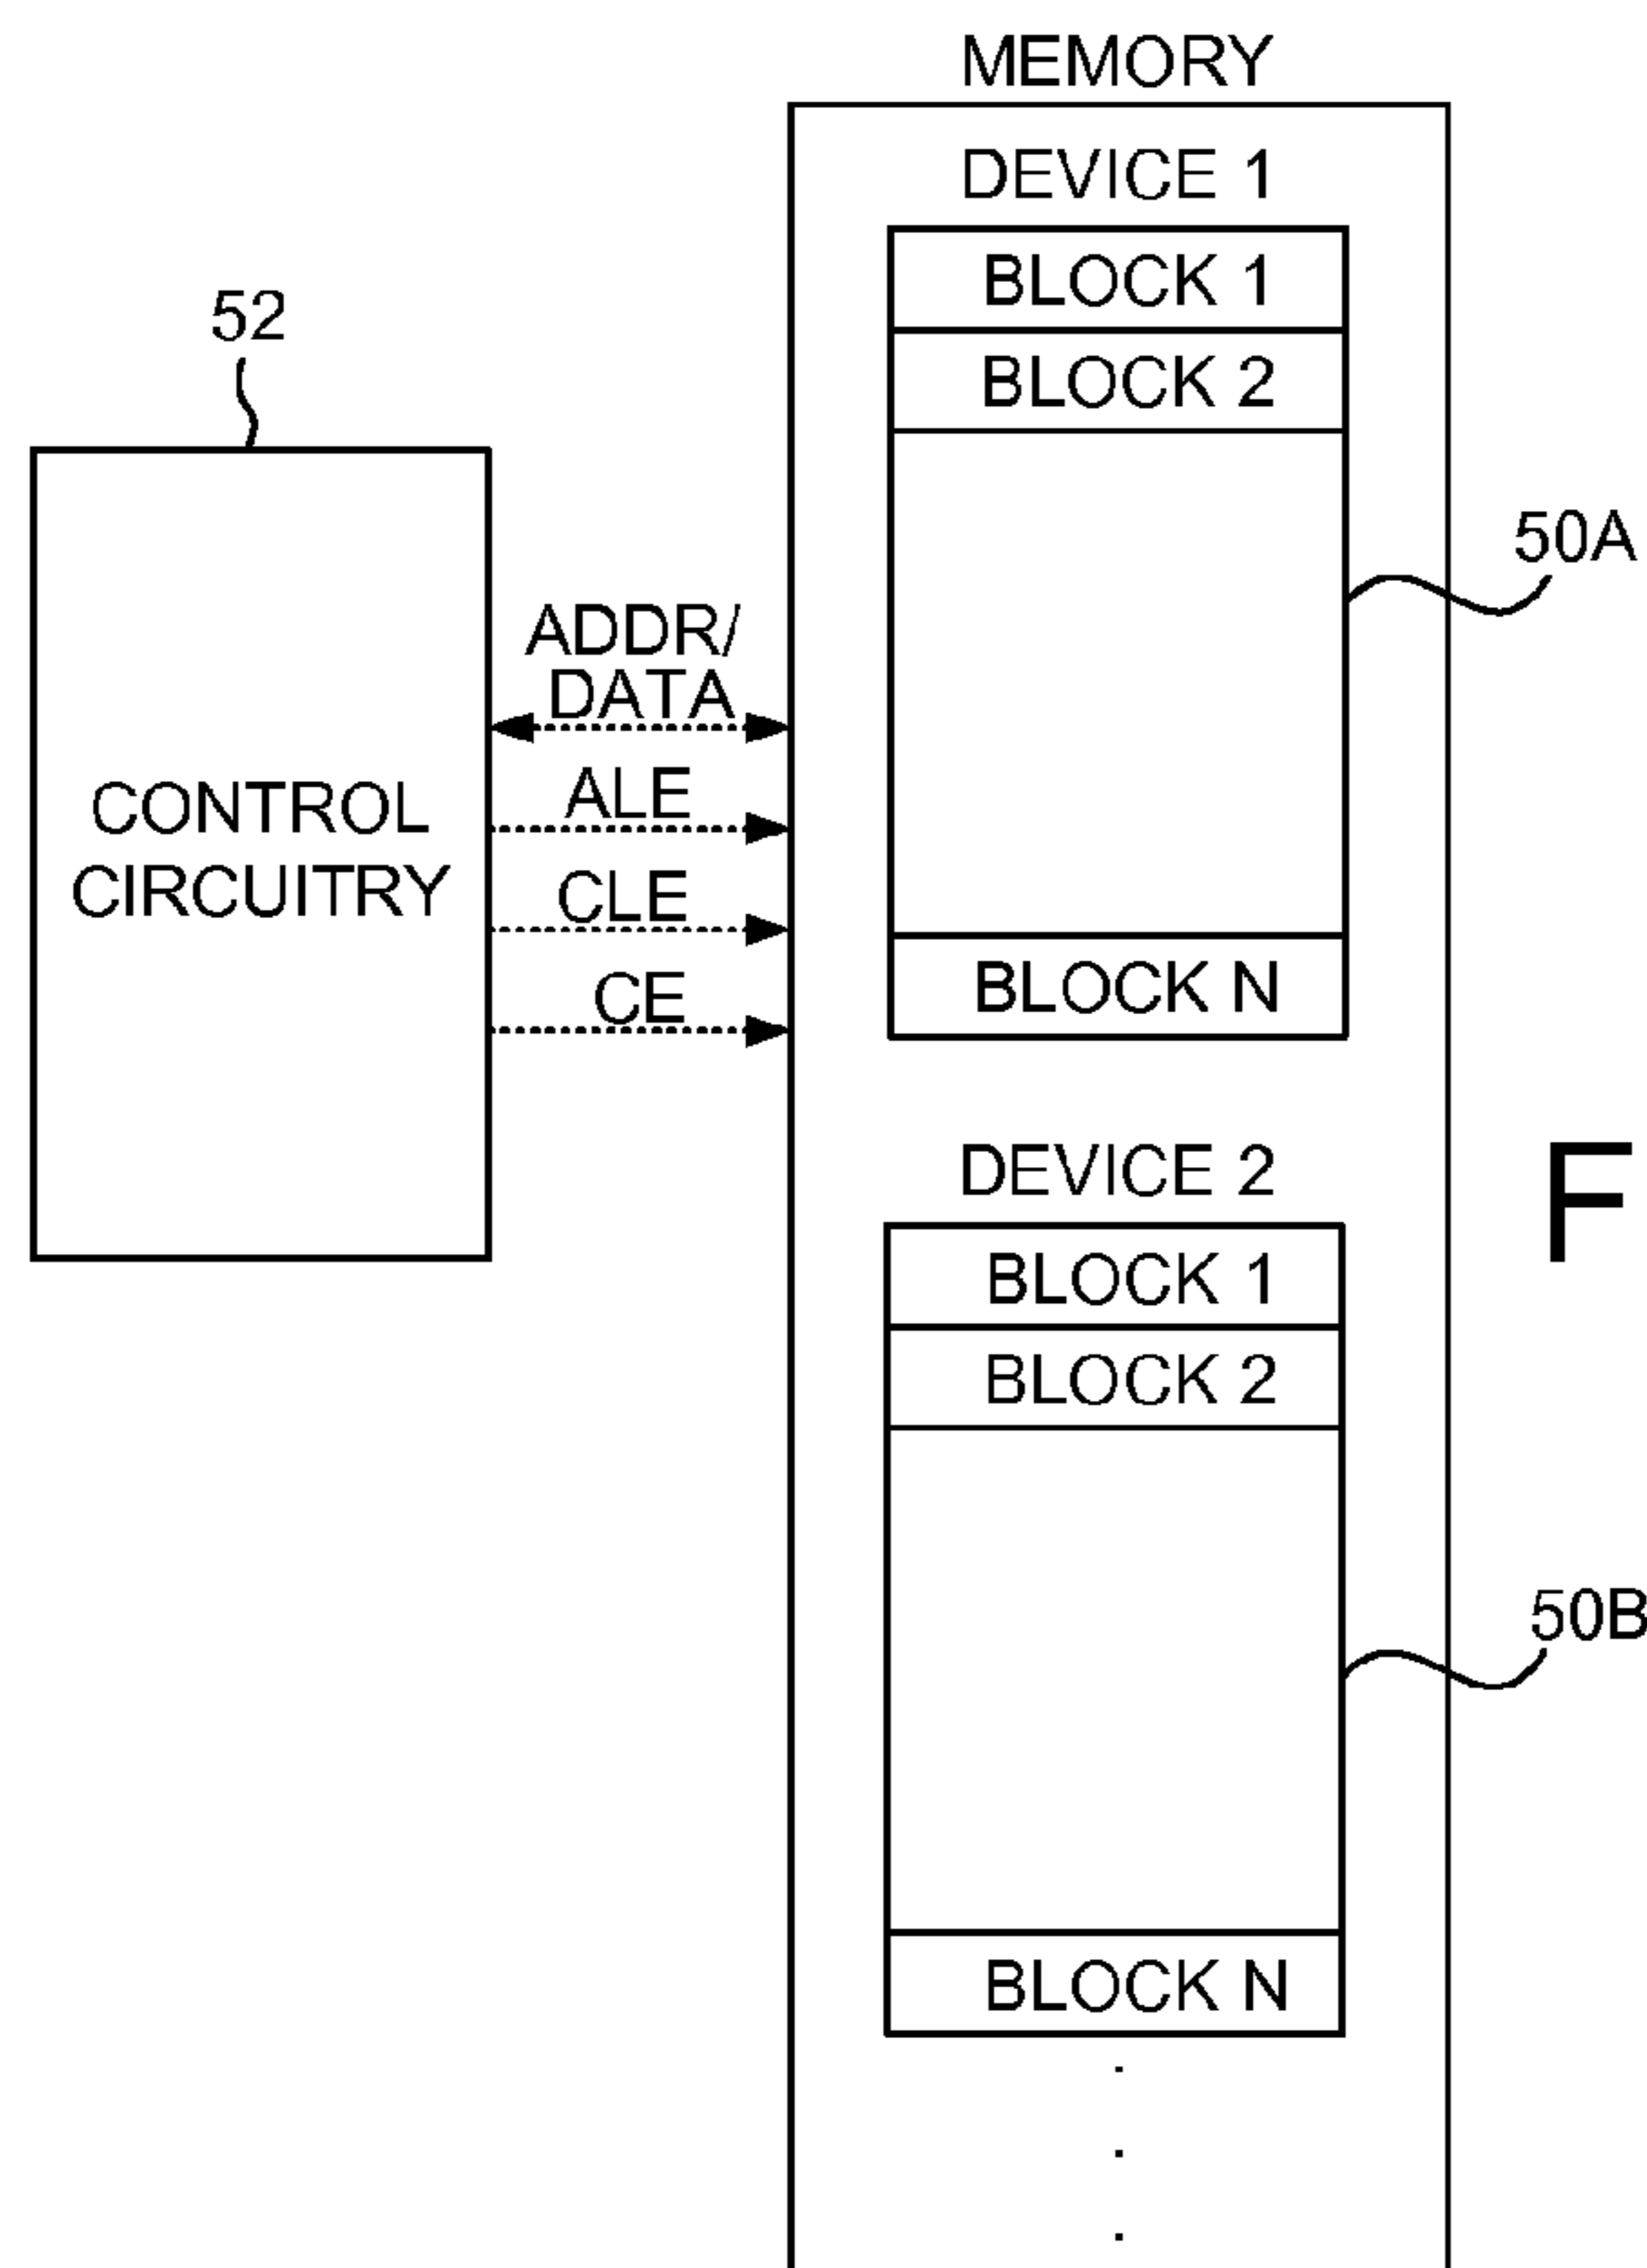 MEMORY
DEVICE 1
BLOCK 1
52
BLOCK 2
50A
ADDR/
DATA
ALE
CONTROL
CIRCUITRY
CLE
CE
BLOCK N
DEVICE 2
F
BLOCK 1
BLOCK 2
50B
BLOCK N